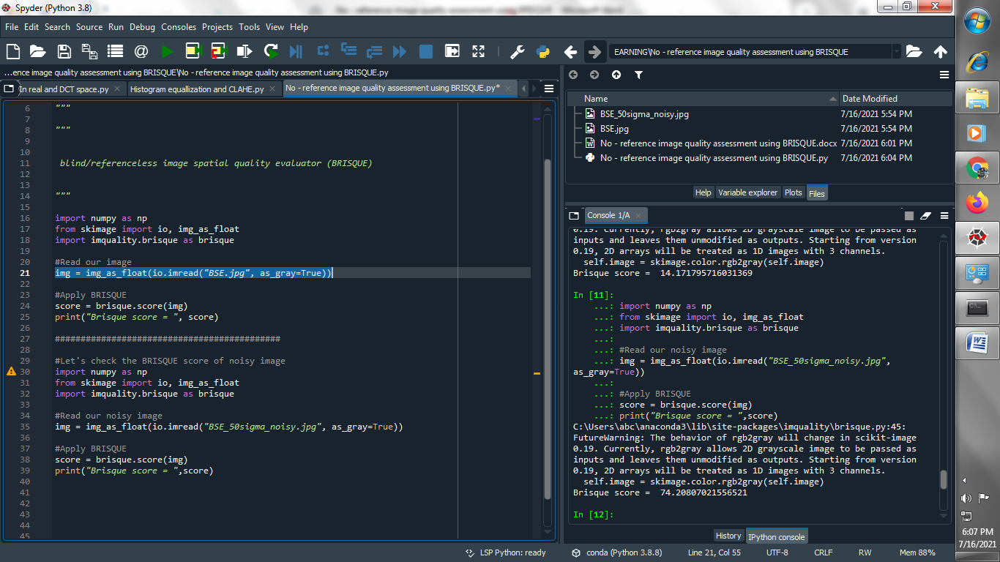 Spyder (Python 3.8)
No - reference image quality assessment using BRISQUE - Microsoft Word
File Edit Search Source Run Debug Consoles Projects Tools View Help
EARNING\No - reference image quality assessment using BRISQUE
...ence image quality assessment using BRISQUE\No - reference image quality assessment using BRISQUE.py
In real and DCT space.py
Histogram equallization and CLAHE.py
No - reference image quality assessment using BRISQUE.py*
6 """
7
8 """
9
10
11 blind/referenceless image spatial quality evaluator (BRISQUE)
12
13
14 """
15
16 import numpy as np
17 from skimage import io, img_as_float
18 import imquality.brisque as brisque
19
20 #Read our image
21 img = img_as_float(io.imread("BSE.jpg", as_gray=True))
22
23 #Apply BRISQUE
24 score = brisque.score(img)
25 print("Brisque score = ", score)
26
27 ############################################
28
29 #Let's check the BRISQUE score of noisy image
30 import numpy as np
31 from skimage import io, img_as_float
32 import imquality.brisque as brisque
33
34 #Read our noisy image
35 img = img_as_float(io.imread("BSE_50sigma_noisy.jpg", as_gray=True))
36
37 #Apply BRISQUE
38 score = brisque.score(img)
39 print("Brisque score = ",score)
40
41
42
43
44
45
Name Date Modified
BSE_50sigma_noisy.jpg 7/16/2021 5:54 PM
BSE.jpg 7/16/2021 5:54 PM
No - reference image quality assessment using BRISQUE.docx 7/16/2021 6:01 PM
No - reference image quality assessment using BRISQUE.py 7/16/2021 6:04 PM
Help Variable explorer Plots Files
Console 1/A
0.19. Currently, rgb2gray allows 2D grayscale image to be passed as
inputs and leaves them unmodified as outputs. Starting from version
0.19, 2D arrays will be treated as 1D images with 3 channels.
self.image = skimage.color.rgb2gray(self.image)
Brisque score =  14.171795716031369
In [11]:
...: import numpy as np
...: from skimage import io, img_as_float
...: import imquality.brisque as brisque
...:
...: #Read our noisy image
...: img = img_as_float(io.imread("BSE_50sigma_noisy.jpg",
as_gray=True))
...:
...: #Apply BRISQUE
...: score = brisque.score(img)
...: print("Brisque score = ",score)
C:\Users\abc\anaconda3\lib\site-packages\imquality\brisque.py:45:
FutureWarning: The behavior of rgb2gray will change in scikit-image
0.19. Currently, rgb2gray allows 2D grayscale image to be passed as
inputs and leaves them unmodified as outputs. Starting from version
0.19, 2D arrays will be treated as 1D images with 3 channels.
self.image = skimage.color.rgb2gray(self.image)
Brisque score =  74.20807021556521
In [12]:
History IPython console
LSP Python: ready conda (Python 3.8.8) Line 21, Col 55 UTF-8 CRLF RW Mem 88%
6:07 PM
7/16/2021